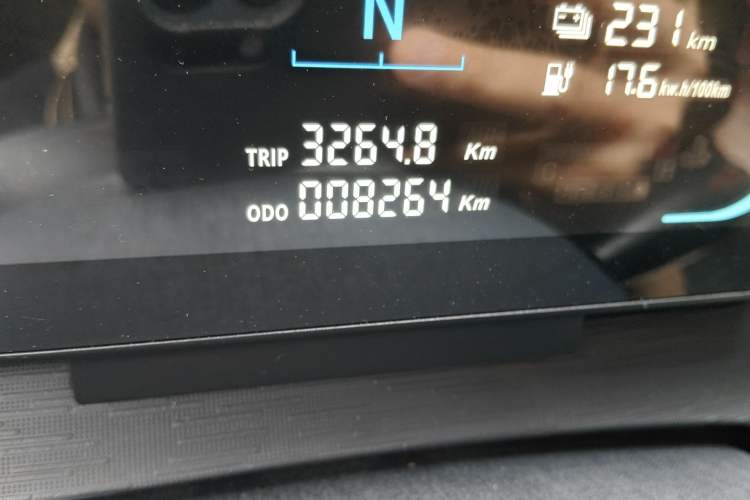 N
231 km
17.6 kw.h/100km
TRIP 3264.8 Km
ODO 008264 Km